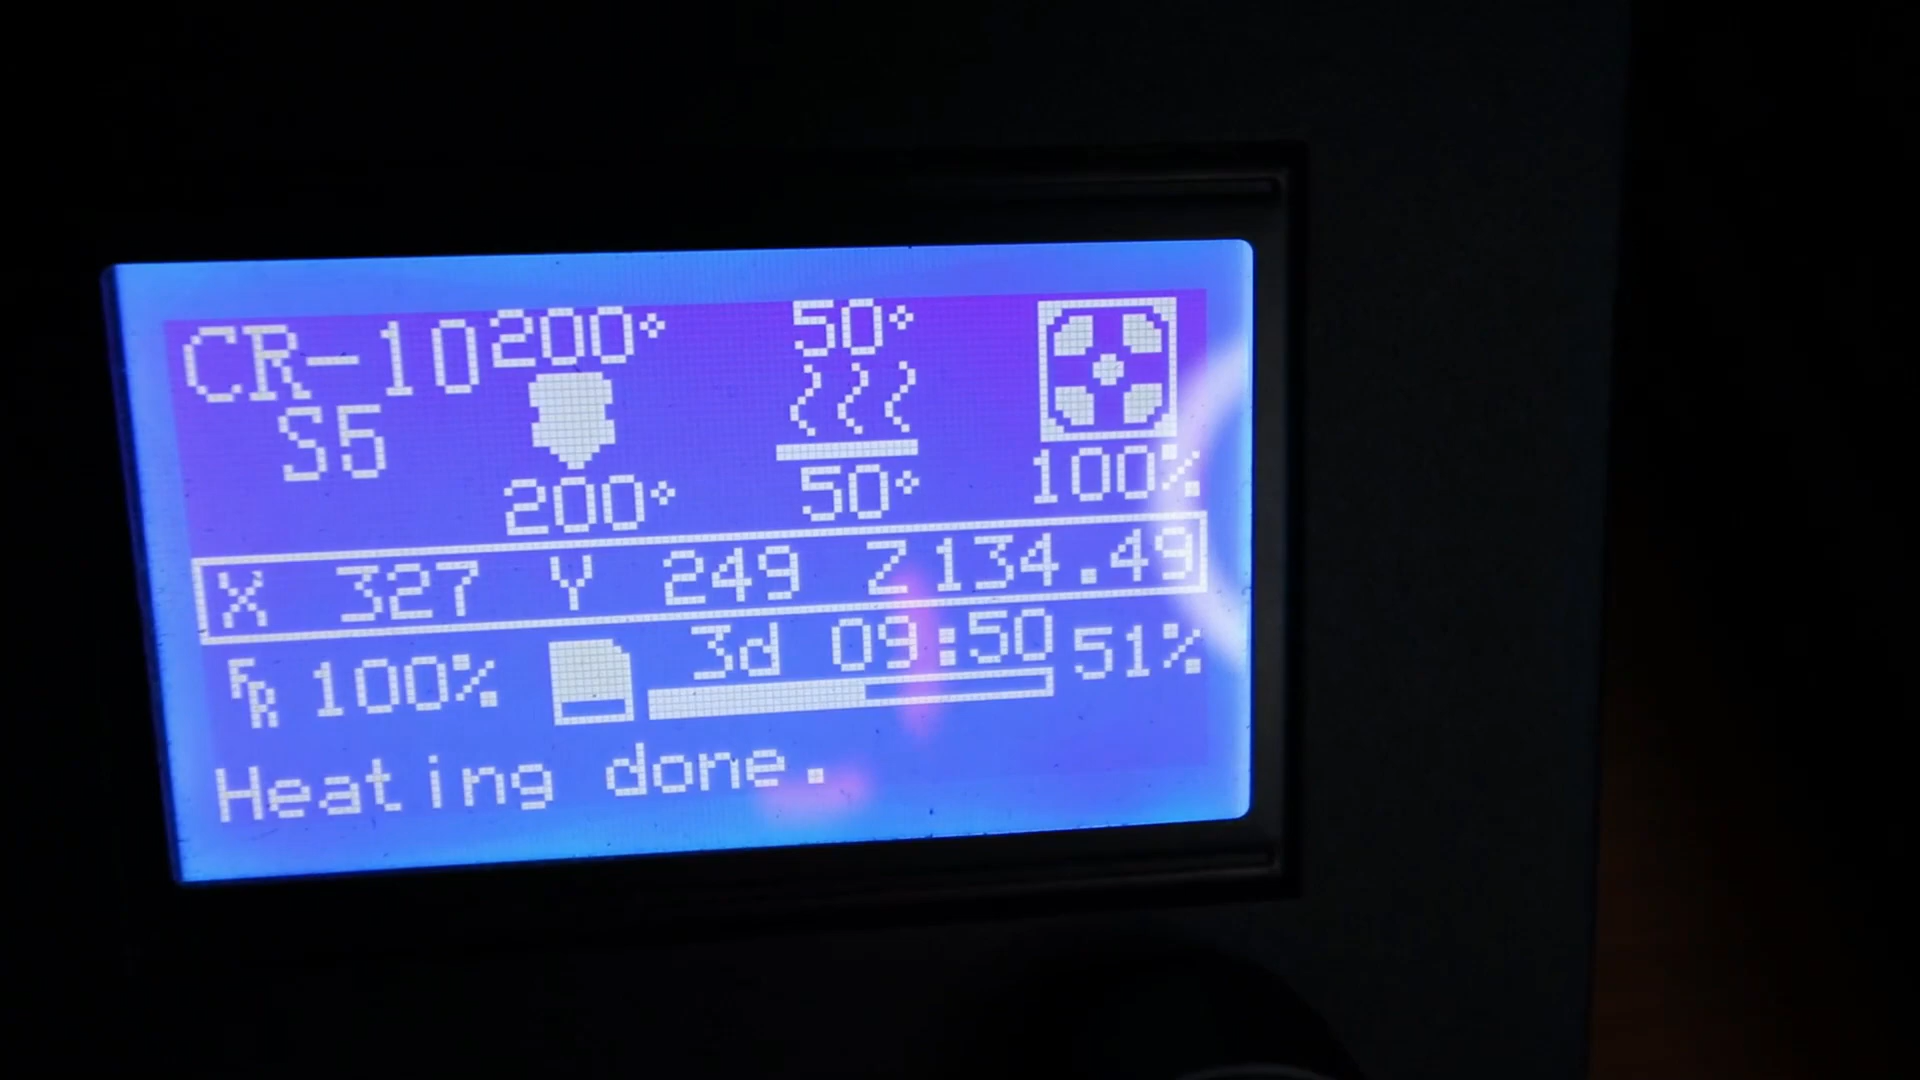 CR-10 200° 50°
S5
200° 50° 100%
X 327 Y 249 Z134.49
FR 100% 3d 09:50 51%
Heating done.